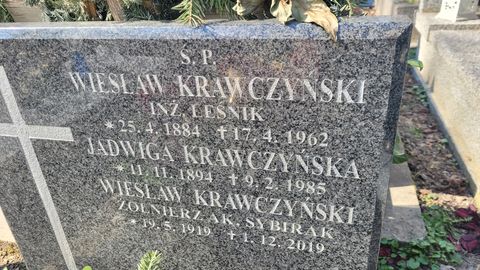 S. P.
WIESŁAW KRAWCZYŃSKI
INŻ. LEŚNIK
* 25. 4. 1884 † 17. 4. 1962
JADWIGA KRAWCZYŃSKA
* 11. 11. 1894 † 9. 2. 1985
WIESŁAW KRAWCZYŃSKI
ŻOŁNIERZ AK, SYBIRAK
* 19. 5. 1919 † 1. 12. 2019